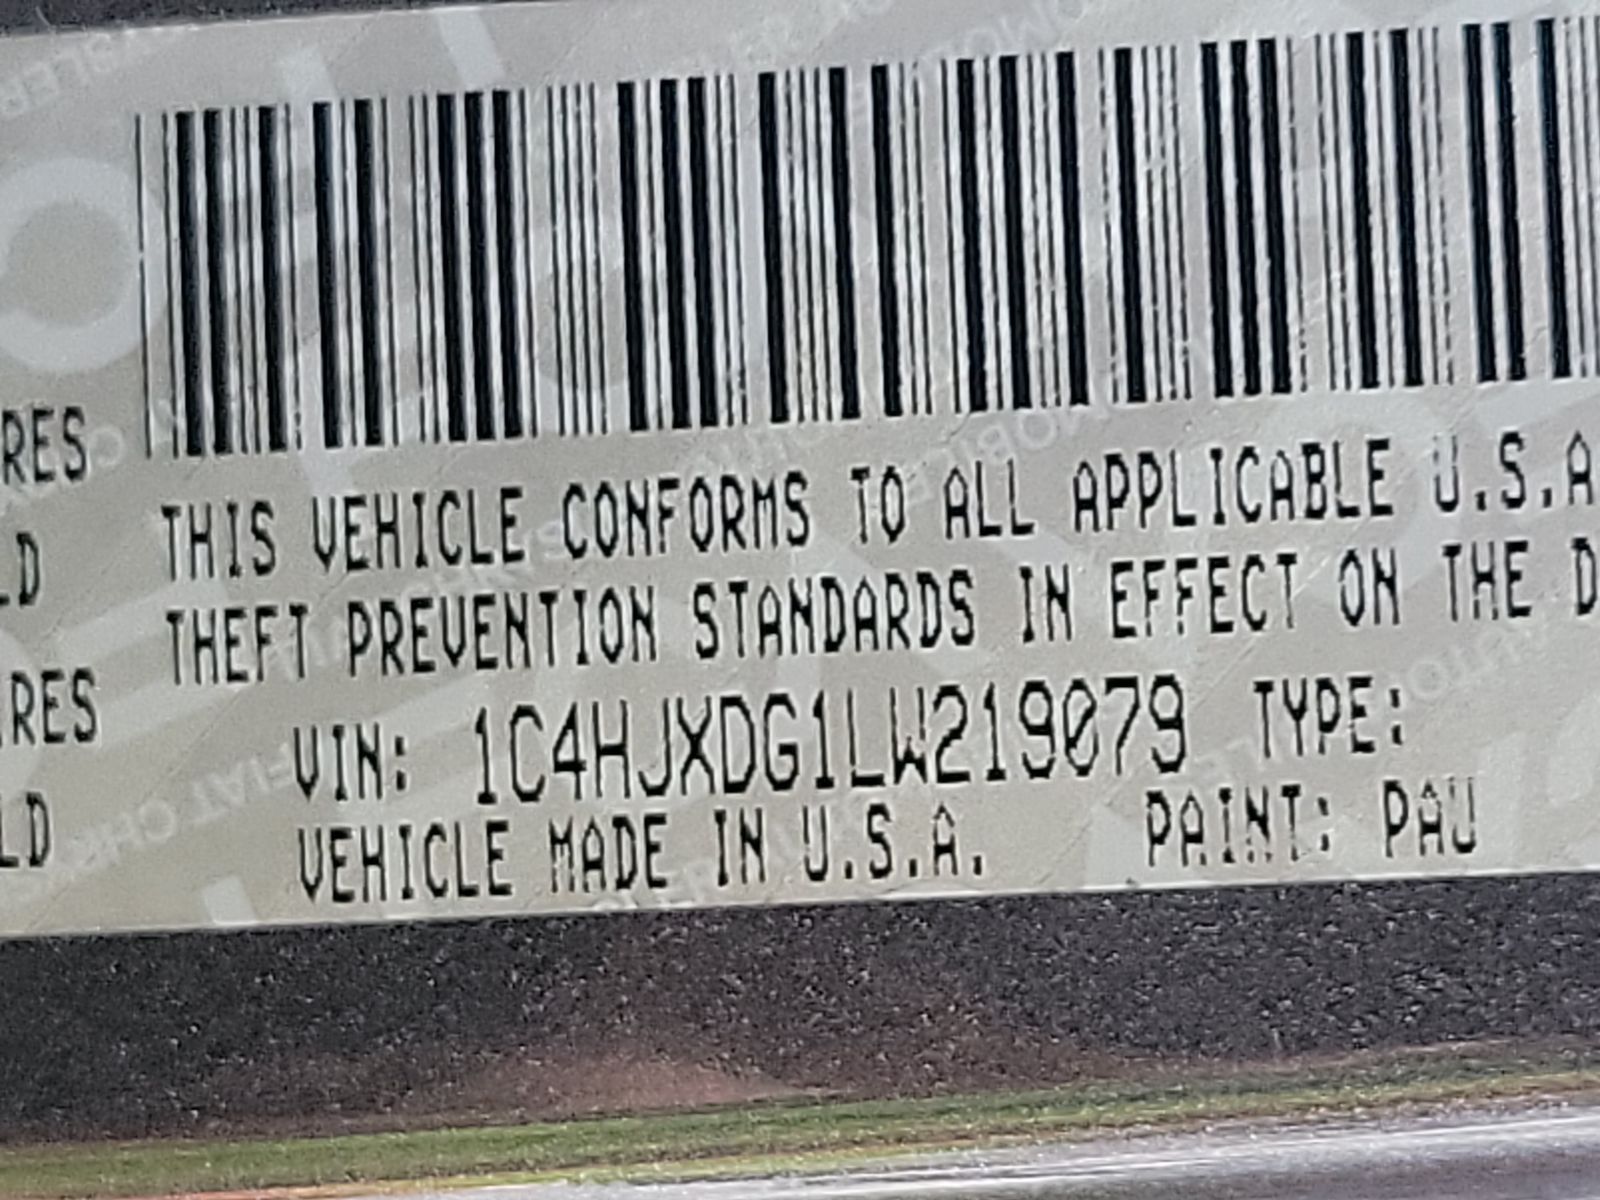 RES
THIS VEHICLE CONFORMS TO ALL APPLICABLE U.S.A
LD
THEFT PREVENTION STANDARDS IN EFFECT ON THE D
IRES
VIN: 1C4HJXDG1LW219079 TYPE:
LD
VEHICLE MADE IN U.S.A. PAINT: PAU